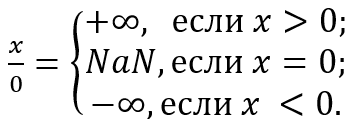 +∞, если x > 0;
x/0 = { NaN, если x = 0;
−∞, если x < 0.